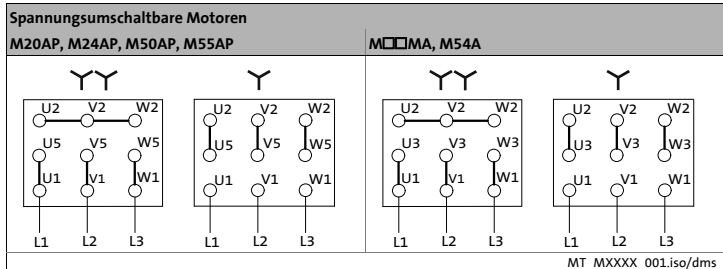 Spannungsumschaltbare Motoren
M20AP, M24AP, M50AP, M55AP M□□MA, M54A
U2 V2 W2 U2 V2 W2 U2 V2 W2 U2 V2 W2
U5 V5 W5 U5 V5 W5 U3 V3 W3 U3 V3 W3
U1 V1 W1 U1 V1 W1 U1 V1 W1 U1 V1 W1
L1 L2 L3 L1 L2 L3 L1 L2 L3 L1 L2 L3
MT_MXXXX_001.iso/dms